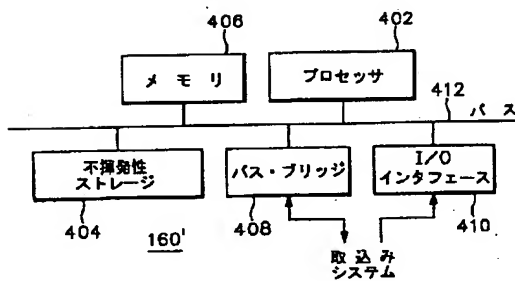 406
402
メモリ
プロセッサ
412
バス
不揮発性
ストレージ
バス・ブリッジ
I/O
インタフェース
404
160'
408
410
取込み
システム